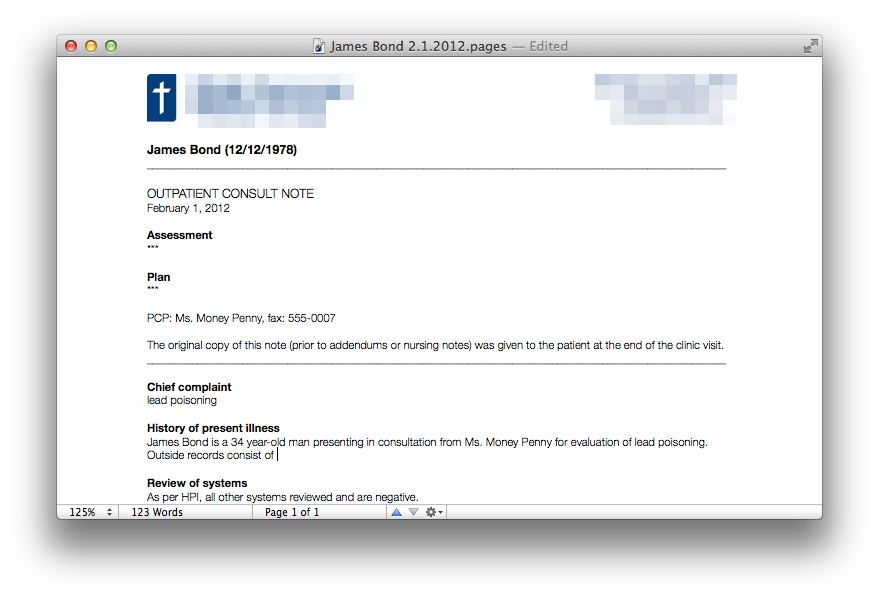 James Bond 2.1.2012.pages — Edited
James Bond (12/12/1978)
OUTPATIENT CONSULT NOTE
February 1, 2012
Assessment
***
Plan
***
PCP: Ms. Money Penny, fax: 555-0007
The original copy of this note (prior to addendums or nursing notes) was given to the patient at the end of the clinic visit.
Chief complaint
lead poisoning
History of present illness
James Bond is a 34 year-old man presenting in consultation from Ms. Money Penny for evaluation of lead poisoning.
Outside records consist of
Review of systems
As per HPI, all other systems reviewed and are negative.
125% 123 Words Page 1 of 1